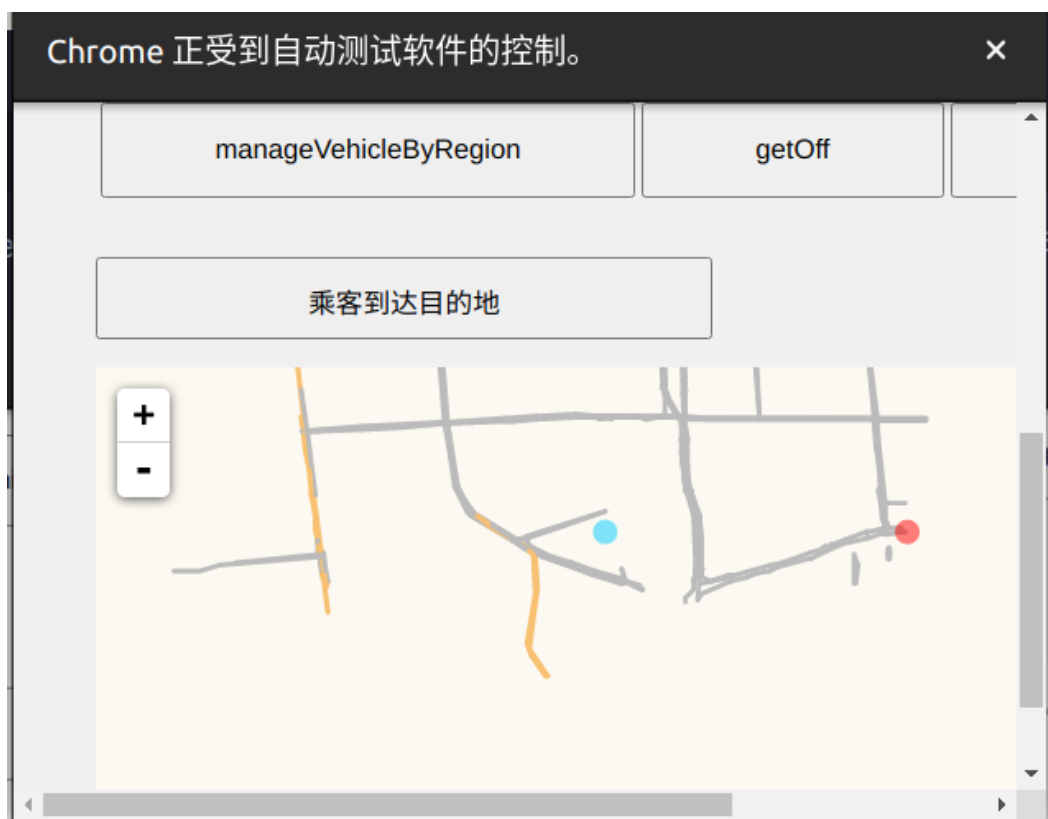 Chrome 正受到自动测试软件的控制。
manageVehicleByRegion
getOff
乘客到达目的地
+
-